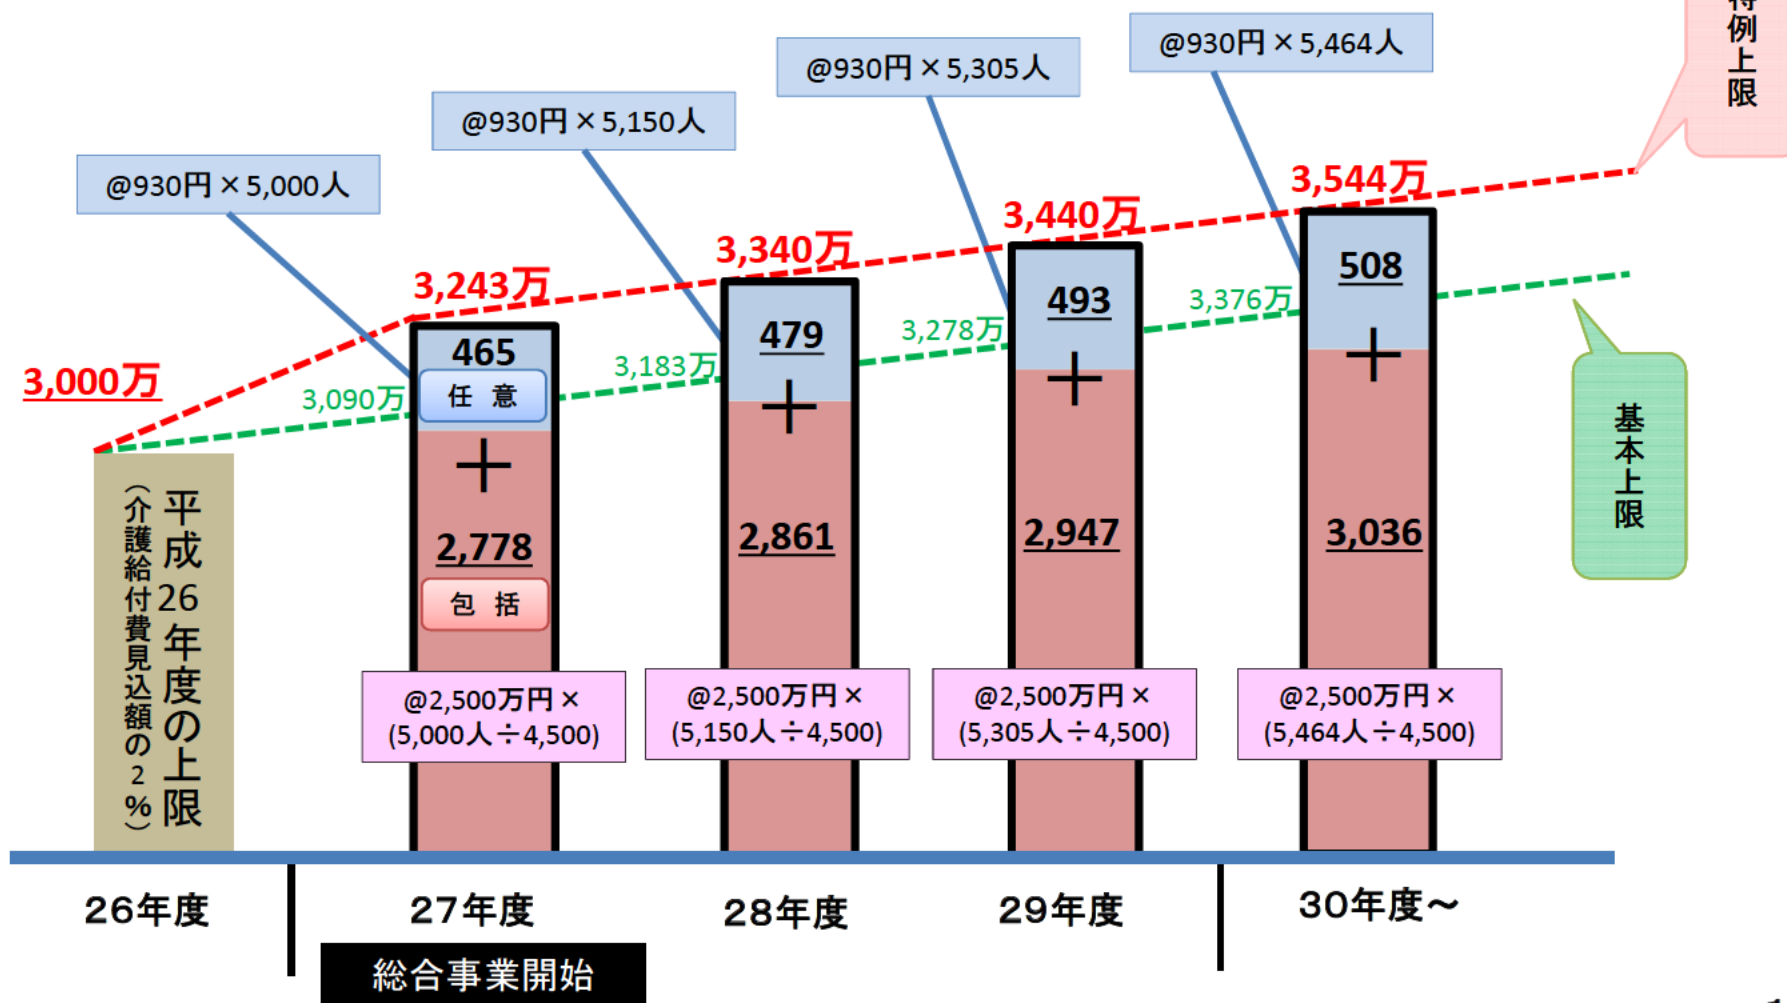 @930円×5,464人
@930円×5,305人
@930円×5,150人
@930円×5,000人
例上限
3,000万
3,243万
3,340万
3,440万
3,544万
3,090万
3,183万
3,278万
3,376万
465
任意
＋
2,778
包括
479
＋
2,861
493
＋
2,947
508
＋
3,036
基本上限
平成26年度の上限
（介護給付費見込額の2%）
@2,500万円×
(5,000人÷4,500)
@2,500万円×
(5,150人÷4,500)
@2,500万円×
(5,305人÷4,500)
@2,500万円×
(5,464人÷4,500)
26年度
27年度
28年度
29年度
30年度～
総合事業開始